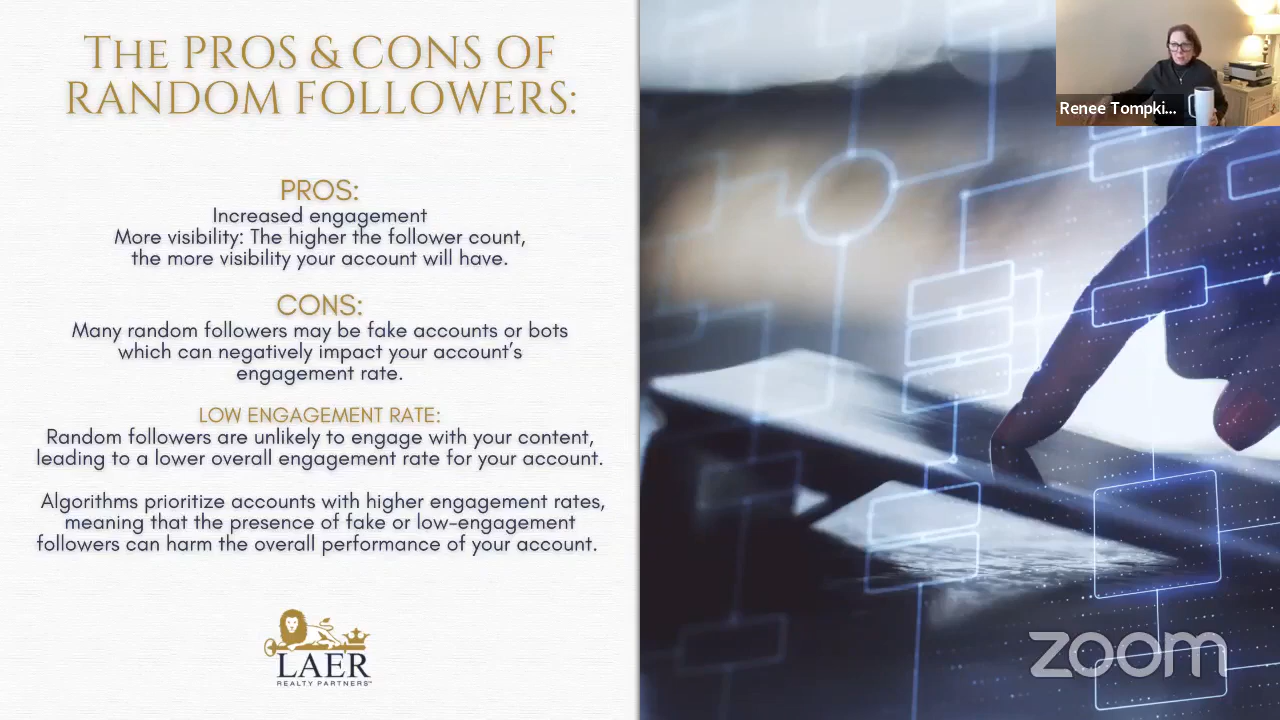 The PROS & CONS OF
RANDOM FOLLOWERS:
PROS:
Increased engagement
More visibility: The higher the follower count,
the more visibility your account will have.
CONS:
Many random followers may be fake accounts or bots
which can negatively impact your account's
engagement rate.
LOW ENGAGEMENT RATE:
Random followers are unlikely to engage with your content,
leading to a lower overall engagement rate for your account.
Algorithms prioritize accounts with higher engagement rates,
meaning that the presence of fake or low-engagement
followers can harm the overall performance of your account.
LAER
REALTY PARTNERS™
Renee Tompki...
zoom